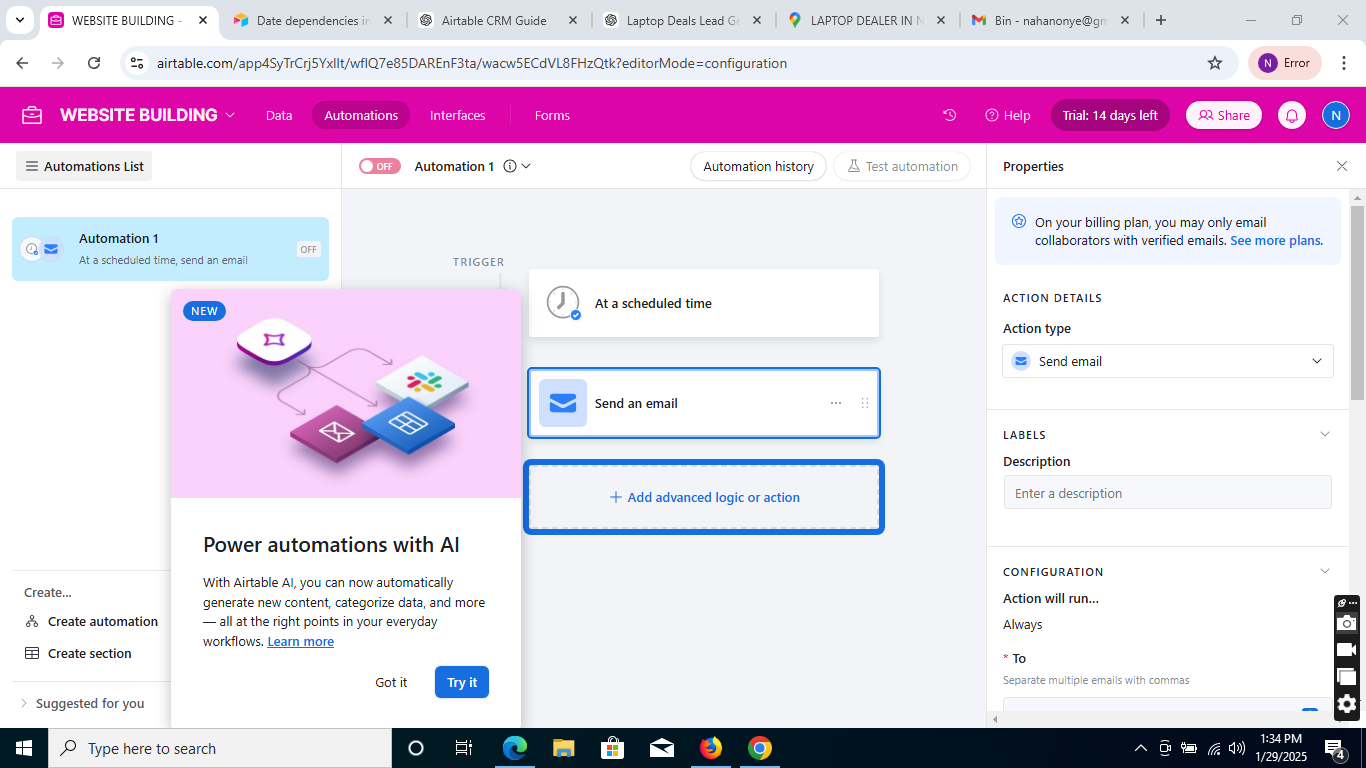 WEBSITE BUILDING -
Date dependencies in
Airtable CRM Guide
Laptop Deals Lead Ge
LAPTOP DEALER IN N
Bin - nahanonye@gm
airtable.com/app4SyTrCrj5YxlIt/wflQ7e85DAREnF3ta/wacw5ECdVL8FHzQtk?editorMode=configuration
N
Error
WEBSITE BUILDING
Data
Automations
Interfaces
Forms
Help
Trial: 14 days left
Share
N
Automations List
OFF
Automation 1
Automation history
Test automation
Properties
Automation 1
At a scheduled time, send an email
OFF
TRIGGER
At a scheduled time
Send an email
Add advanced logic or action
NEW
Power automations with AI
With Airtable AI, you can now automatically
generate new content, categorize data, and more
— all at the right points in your everyday
workflows. Learn more
Got it
Try it
Create...
Create automation
Create section
Suggested for you
On your billing plan, you may only email
collaborators with verified emails. See more plans.
ACTION DETAILS
Action type
Send email
LABELS
Description
Enter a description
CONFIGURATION
Action will run...
Always
* To
Separate multiple emails with commas
Type here to search
1:34 PM
1/29/2025
4